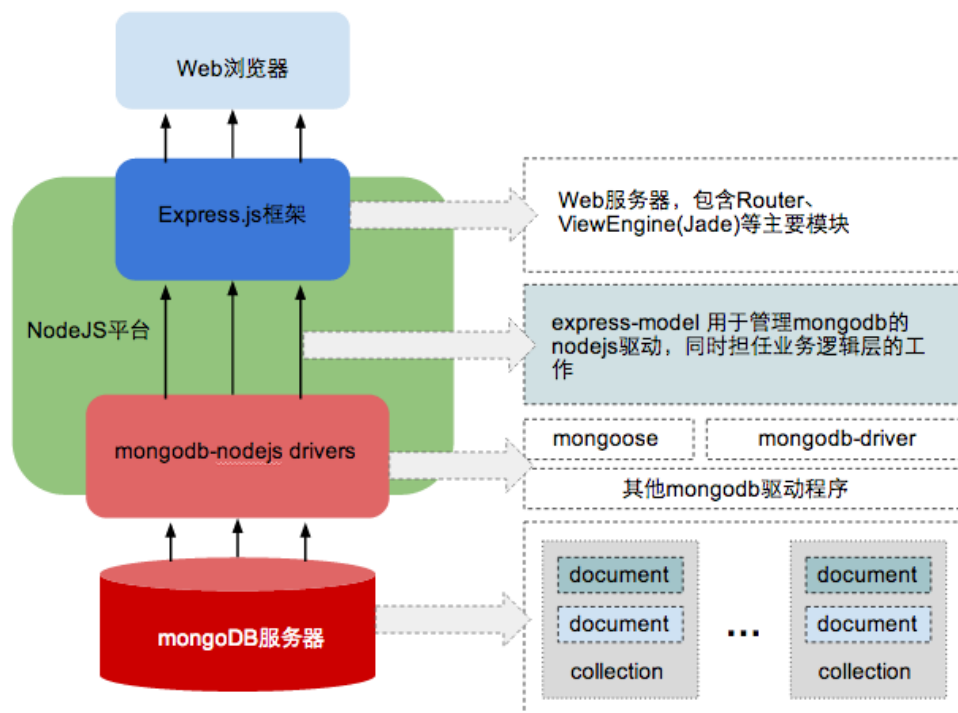 Web浏览器
Express.js框架
Web服务器，包含Router、
ViewEngine(Jade)等主要模块
NodeJS平台
express-model 用于管理mongodb的
nodejs驱动，同时担任业务逻辑层的工
作
mongodb-nodejs drivers
mongoose
mongodb-driver
其他mongodb驱动程序
mongoDB服务器
document
document
collection
...
document
document
collection